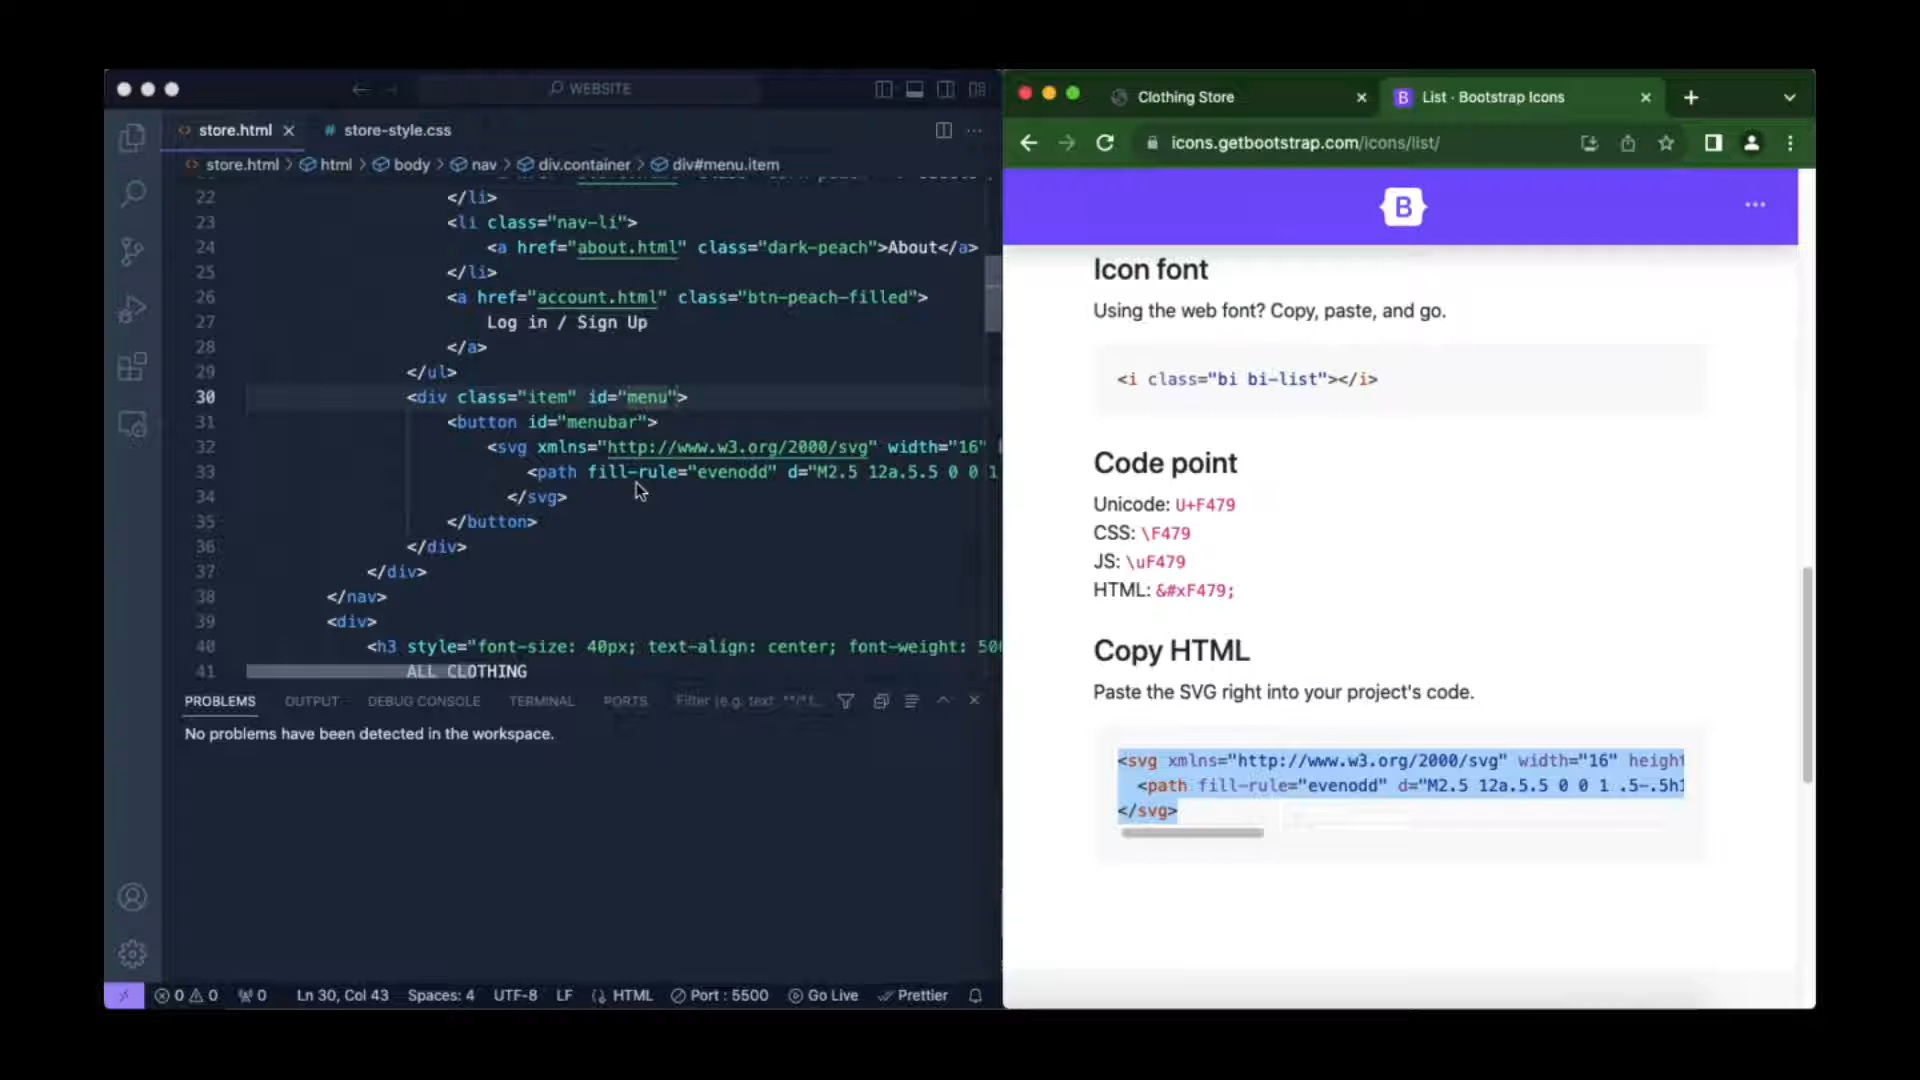 WEBSITE
store.html
# store-style.css
store.html > html > body > nav > div.container > div#menu.item
22 </li>
23 <li class="nav-li">
24 <a href="about.html" class="dark-peach">About</a>
25 </li>
26 <a href="account.html" class="btn-peach-filled">
27 Log in / Sign Up
28 </a>
29 </ul>
30 <div class="item" id="menu">
31 <button id="menubar">
32 <svg xmlns="http://www.w3.org/2000/svg" width="16"
33 <path fill-rule="evenodd" d="M2.5 12a.5.5 0 0 1
34 </svg>
35 </button>
36 </div>
37 </div>
38 </nav>
39 <div>
40 <h3 style="font-size: 40px; text-align: center; font-weight: 50
41 ALL CLOTHING
PROBLEMS OUTPUT DEBUG CONSOLE TERMINAL PORTS Filter (e.g. text
No problems have been detected in the workspace.
0 0 0 Ln 30, Col 43 Spaces: 4 UTF-8 LF HTML Port : 5500 Go Live Prettier
Clothing Store
B List · Bootstrap Icons
icons.getbootstrap.com/icons/list/
B
Icon font
Using the web font? Copy, paste, and go.
<i class="bi bi-list"></i>
Code point
Unicode: U+F479
CSS: \F479
JS: \uF479
HTML: &#xF479;
Copy HTML
Paste the SVG right into your project's code.
<svg xmlns="http://www.w3.org/2000/svg" width="16" height
<path fill-rule="evenodd" d="M2.5 12a.5.5 0 0 1 .5-.5h1
</svg>